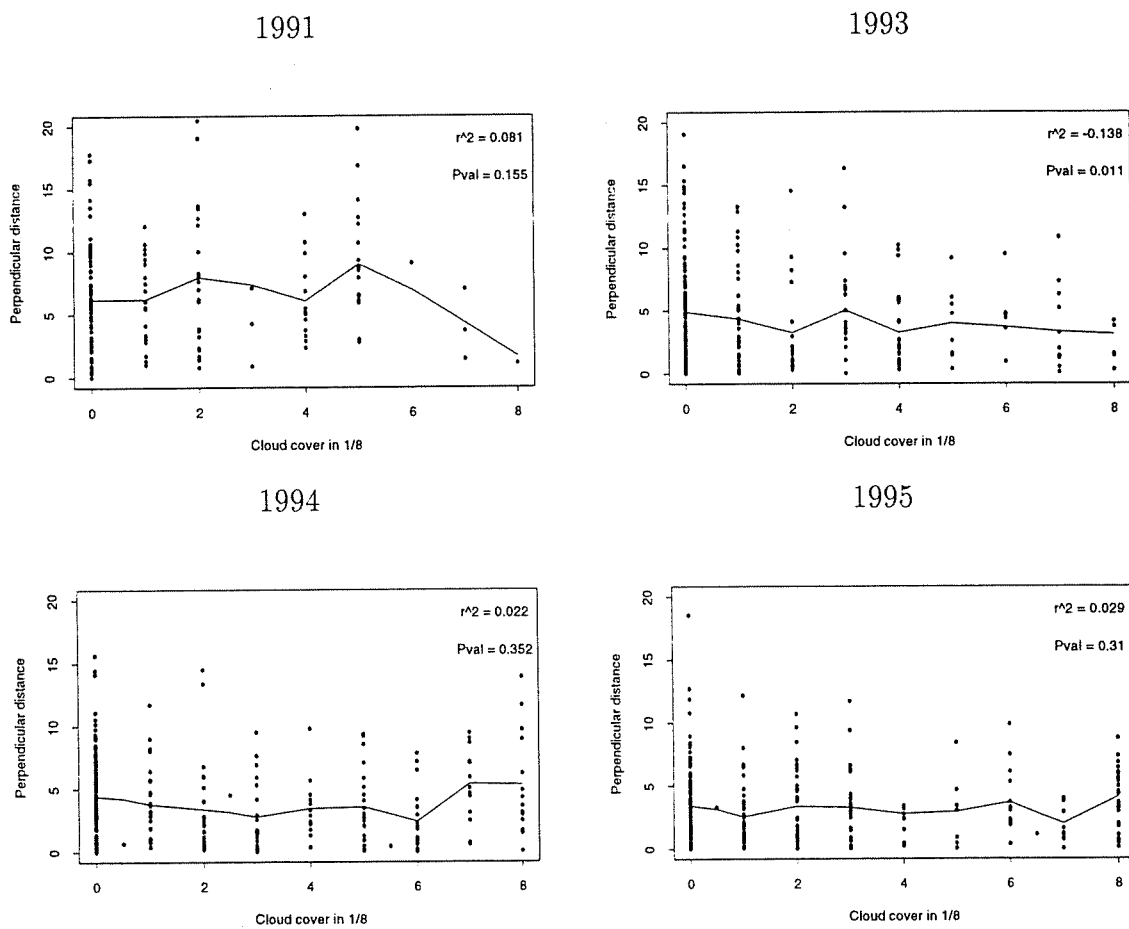 1991
r^2 = 0.081
Pval = 0.155
Perpendicular distance
20
15
10
5
0
0 2 4 6 8
Cloud cover in 1/8
1993
r^2 = -0.138
Pval = 0.011
Perpendicular distance
20
15
10
5
0
0 2 4 6 8
Cloud cover in 1/8
1994
r^2 = 0.022
Pval = 0.352
Perpendicular distance
20
15
10
5
0
0 2 4 6 8
Cloud cover in 1/8
1995
r^2 = 0.029
Pval = 0.31
Perpendicular distance
20
15
10
5
0
0 2 4 6 8
Cloud cover in 1/8